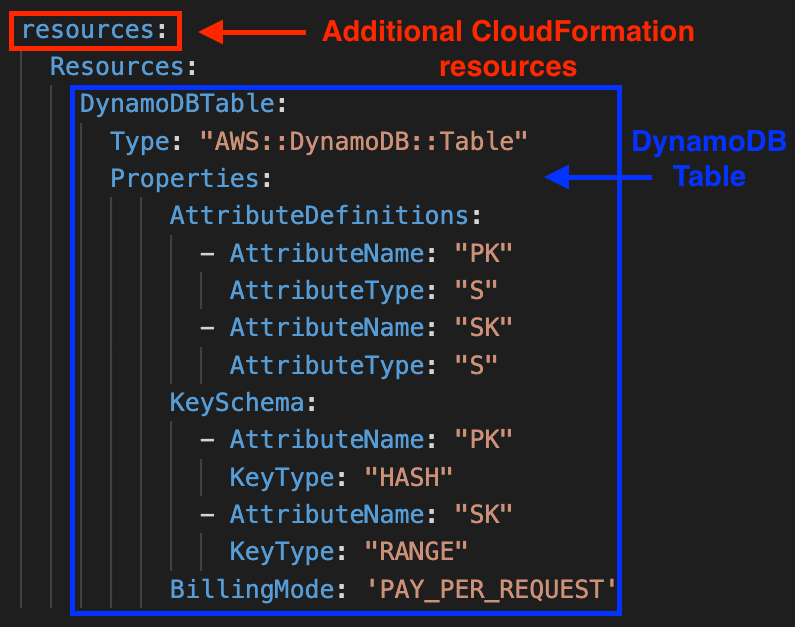 resources:
Additional CloudFormation
resources
Resources:
DynamoDBTable:
Type: "AWS::DynamoDB::Table"
DynamoDB
Table
Properties:
AttributeDefinitions:
- AttributeName: "PK"
AttributeType: "S"
- AttributeName: "SK"
AttributeType: "S"
KeySchema:
- AttributeName: "PK"
KeyType: "HASH"
- AttributeName: "SK"
KeyType: "RANGE"
BillingMode: 'PAY_PER_REQUEST'